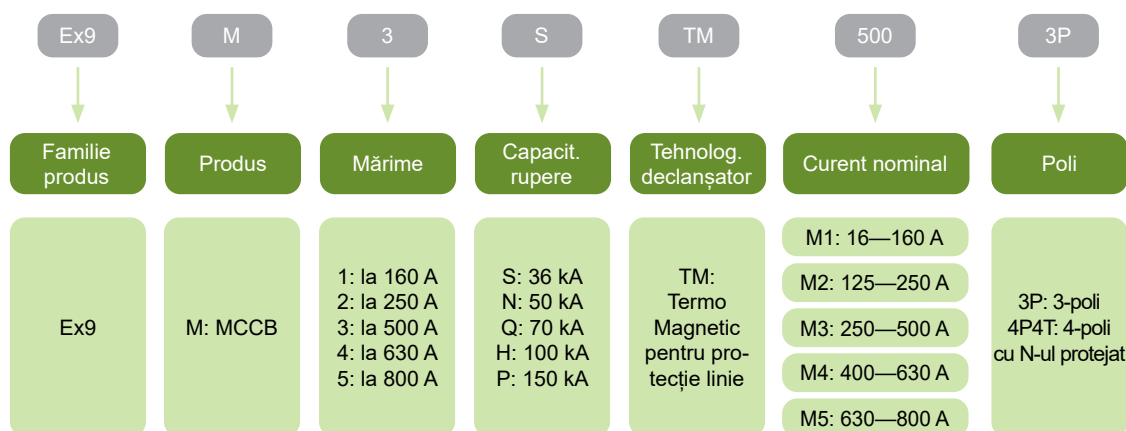 Ex9
M
3
S
TM
500
3P
Familie
produs
Produs
Mărime
Capacit.
rupere
Tehnolog.
declanșator
Curent nominal
Poli
Ex9
M: MCCB
1: la 160 A
2: la 250 A
3: la 500 A
4: la 630 A
5: la 800 A
S: 36 kA
N: 50 kA
Q: 70 kA
H: 100 kA
P: 150 kA
TM:
Termo
Magnetic
pentru pro-
tecție linie
M1: 16—160 A
M2: 125—250 A
M3: 250—500 A
M4: 400—630 A
M5: 630—800 A
3P: 3-poli
4P4T: 4-poli
cu N-ul protejat